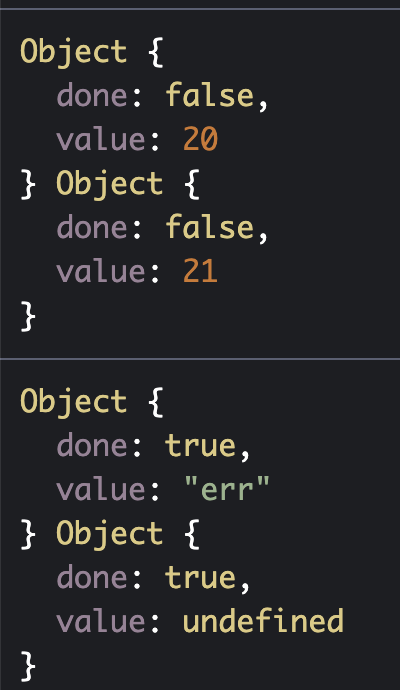 Object {
  done: false,
  value: 20
} Object {
  done: false,
  value: 21
}
Object {
  done: true,
  value: "err"
} Object {
  done: true,
  value: undefined
}